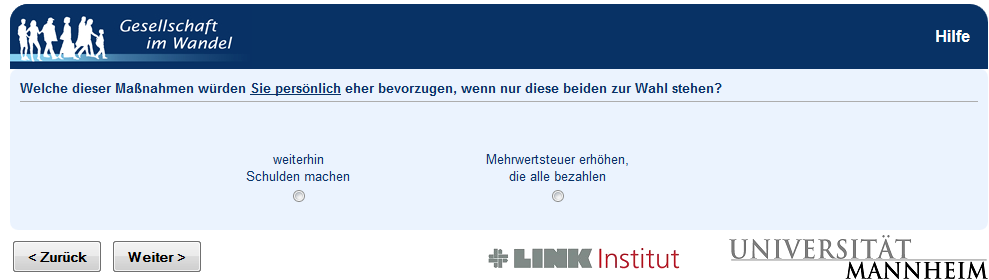 Gesellschaft
im Wandel
Hilfe
Welche dieser Maßnahmen würden Sie persönlich eher bevorzugen, wenn nur diese beiden zur Wahl stehen?
weiterhin
Schulden machen
Mehrwertsteuer erhöhen,
die alle bezahlen
< Zurück
Weiter >
LINK Institut
UNIVERSITÄT
MANNHEIM